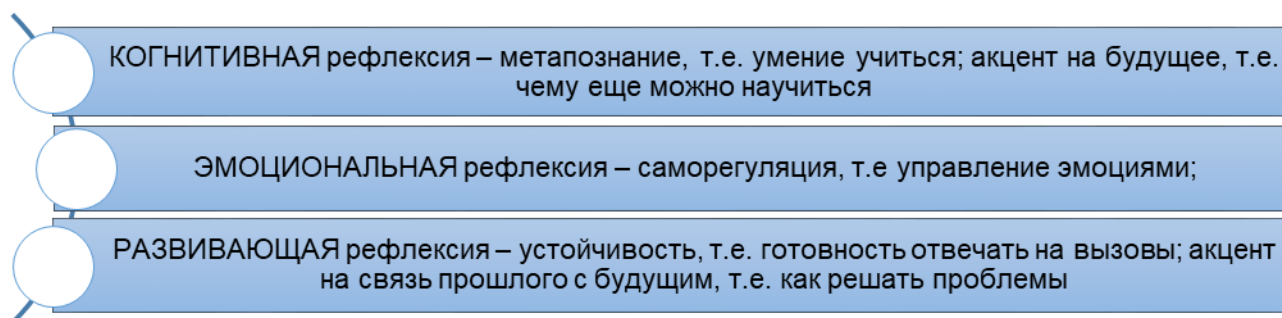 КОГНИТИВНАЯ рефлексия – метапознание, т.е. умение учиться; акцент на будущее, т.е.
чему еще можно научиться
ЭМОЦИОНАЛЬНАЯ рефлексия – саморегуляция, т.е управление эмоциями;
РАЗВИВАЮЩАЯ рефлексия – устойчивость, т.е. готовность отвечать на вызовы; акцент
на связь прошлого с будущим, т.е. как решать проблемы